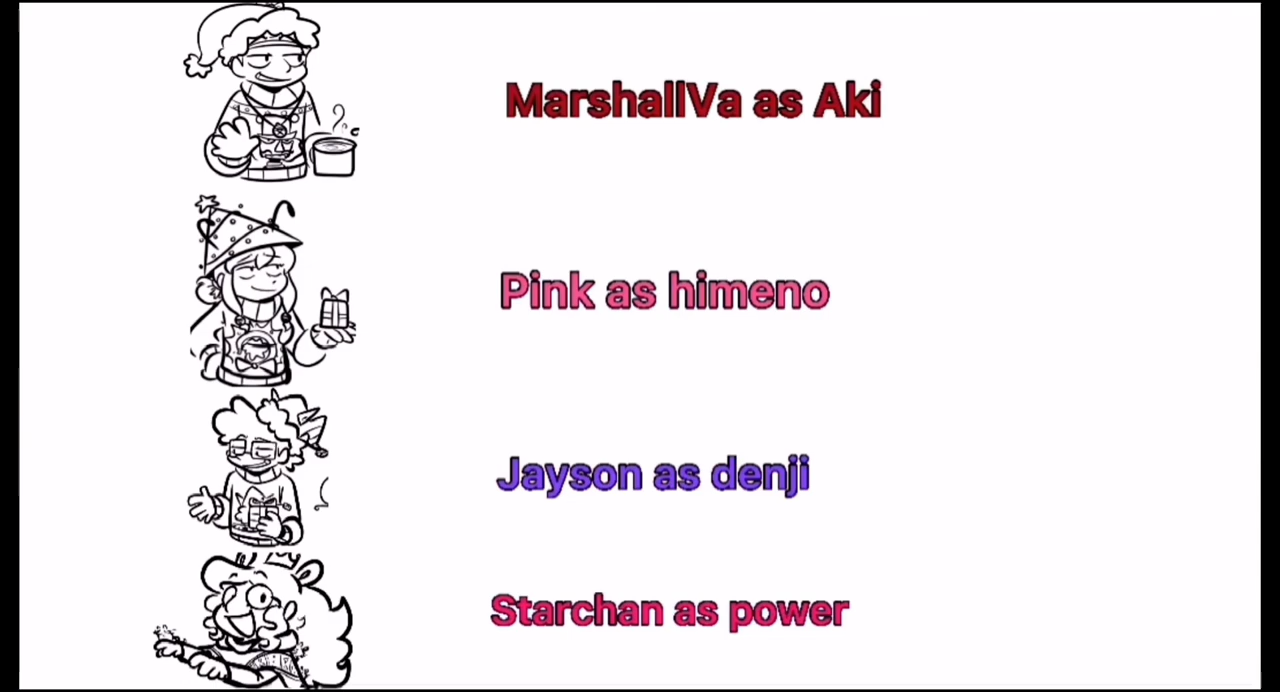 MarshallVa as Aki
Pink as himeno
Jayson as denji
Starchan as power